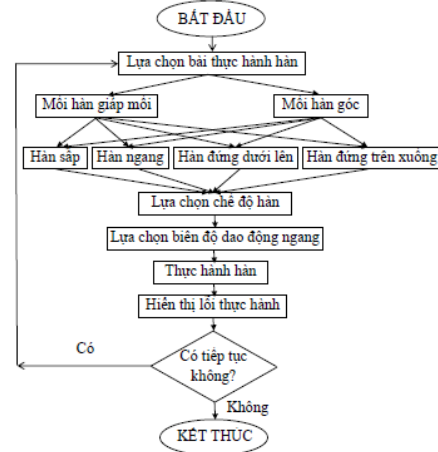 BẮT ĐẦU
Lựa chọn bài thực hành hàn
Mối hàn giáp mối
Mối hàn góc
Hàn sấp
Hàn ngang
Hàn đứng dưới lên
Hàn đứng trên xuống
Lựa chọn chế độ hàn
Lựa chọn biên độ dao động ngang
Thực hành hàn
Hiển thị lỗi thực hành
Có
Có tiếp tục
không?
Không
KẾT THÚC